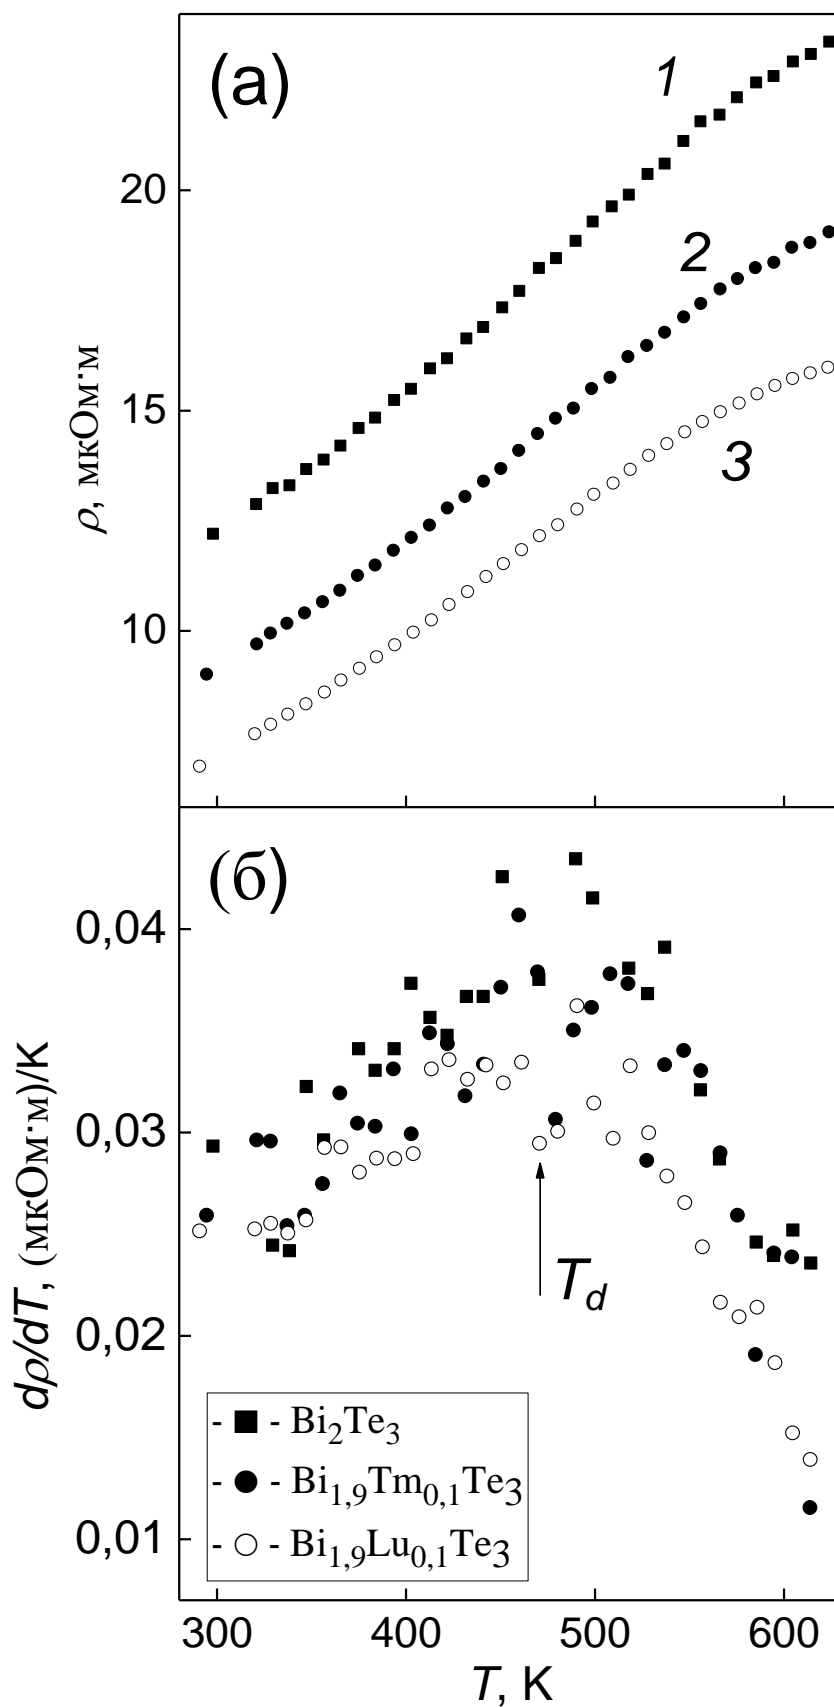 (а)
1
20
2
ρ, мкОм·м
15
3
10
(б)
0,04
0,03
dρ/dT, (мкОм·м)/К
T_d
0,02
- ■ - Bi₂Te₃
- ● - Bi₁,₉Tm₀,₁Te₃
- ○ - Bi₁,₉Lu₀,₁Te₃
0,01
300 400 500 600
T, K